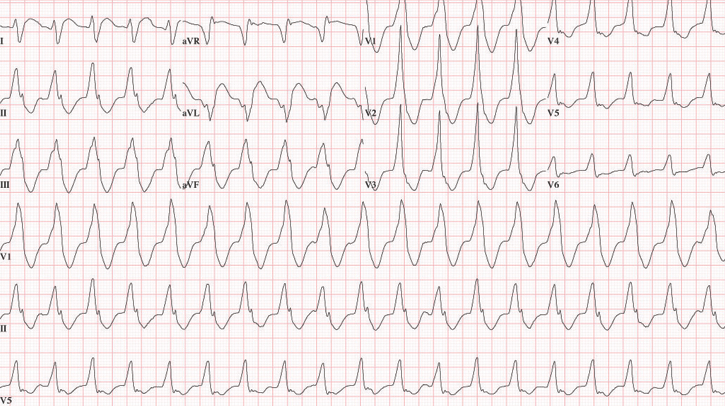 I aVR V1 V4
II aVL V2 V5
III aVF V3 V6
V1
II
V5